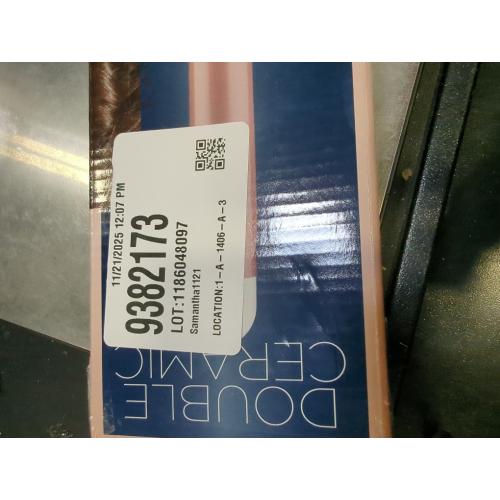 11/21/2025 12:07 PM
9382173
LOT:1186048097
Samantha1121
LOCATION:1-A-1406-A-3
DOUBLE
CERAMIC